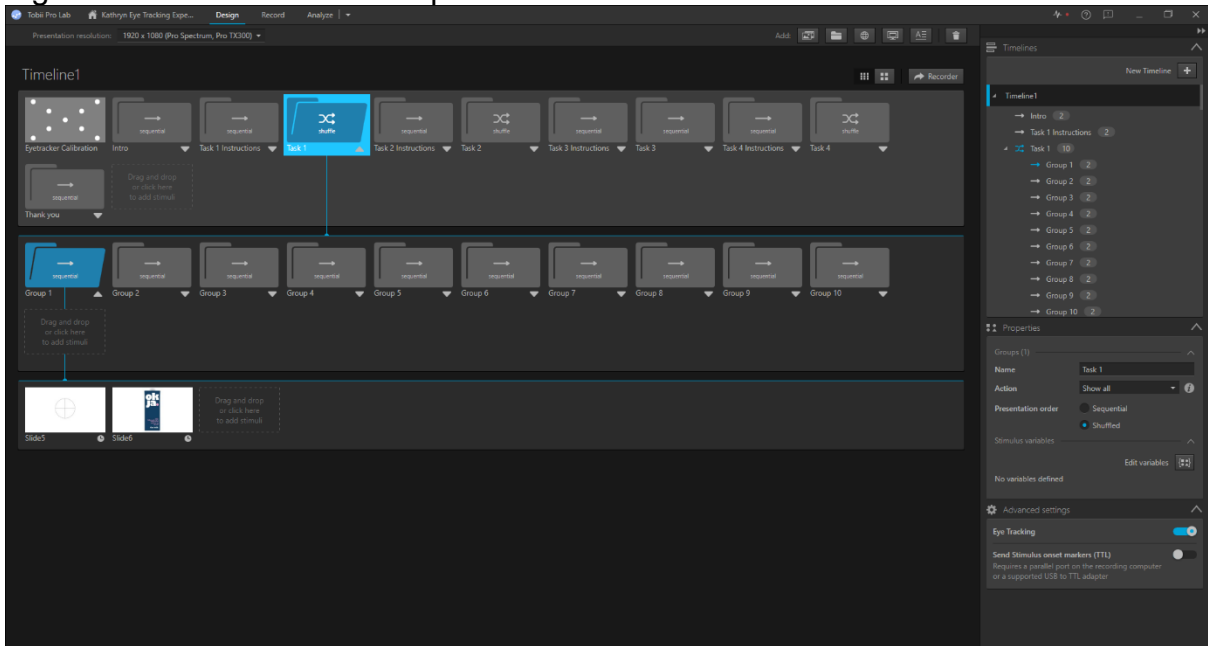 Tobii Pro Lab
Kathryn Eye Tracking Expe...
Design
Record
Analyze
Presentation resolution: 1920 x 1080 (Pro Spectrum, Pro TX300)
Add:
Timeline1
Recorder
sequential
sequential
shuffle
sequential
shuffle
sequential
sequential
sequential
shuffle
Eyetracker Calibration
Intro
Task 1 Instructions
Task 1
Task 2 Instructions
Task 2
Task 3 Instructions
Task 3
Task 4 Instructions
Task 4
sequential
Drag and drop
or click here
to add stimuli
Thank you
sequential
sequential
sequential
sequential
sequential
sequential
sequential
sequential
sequential
sequential
Group 1
Group 2
Group 3
Group 4
Group 5
Group 6
Group 7
Group 8
Group 9
Group 10
Drag and drop
or click here
to add stimuli
ok
ja.
Drag and drop
or click here
to add stimuli
Slide5
Slide6
Timelines
New Timeline +
Timeline1
Intro 2
Task 1 Instructions 2
Task 1 10
Group 1 2
Group 2 2
Group 3 2
Group 4 2
Group 5 2
Group 6 2
Group 7 2
Group 8 2
Group 9 2
Group 10 2
Properties
Groups (1)
Name Task 1
Action Show all
Presentation order Sequential
Shuffled
Stimulus variables
Edit variables
No variables defined
Advanced settings
Eye Tracking
Send Stimulus onset markers (TTL)
Requires a parallel port on the recording computer
or a supported USB to TTL adapter